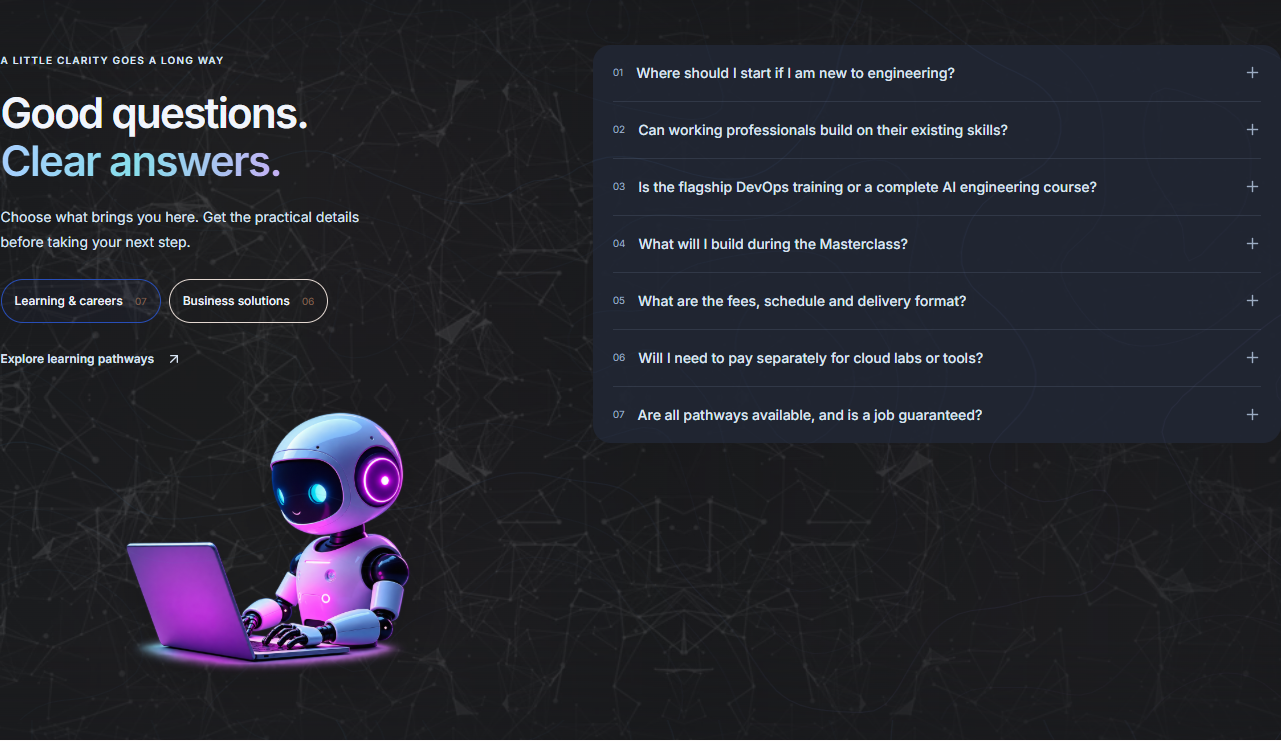 A LITTLE CLARITY GOES A LONG WAY
Good questions.
Clear answers.
Choose what brings you here. Get the practical details
before taking your next step.
Learning & careers 07
Business solutions 06
Explore learning pathways
01 Where should I start if I am new to engineering?
02 Can working professionals build on their existing skills?
03 Is the flagship DevOps training or a complete AI engineering course?
04 What will I build during the Masterclass?
05 What are the fees, schedule and delivery format?
06 Will I need to pay separately for cloud labs or tools?
07 Are all pathways available, and is a job guaranteed?